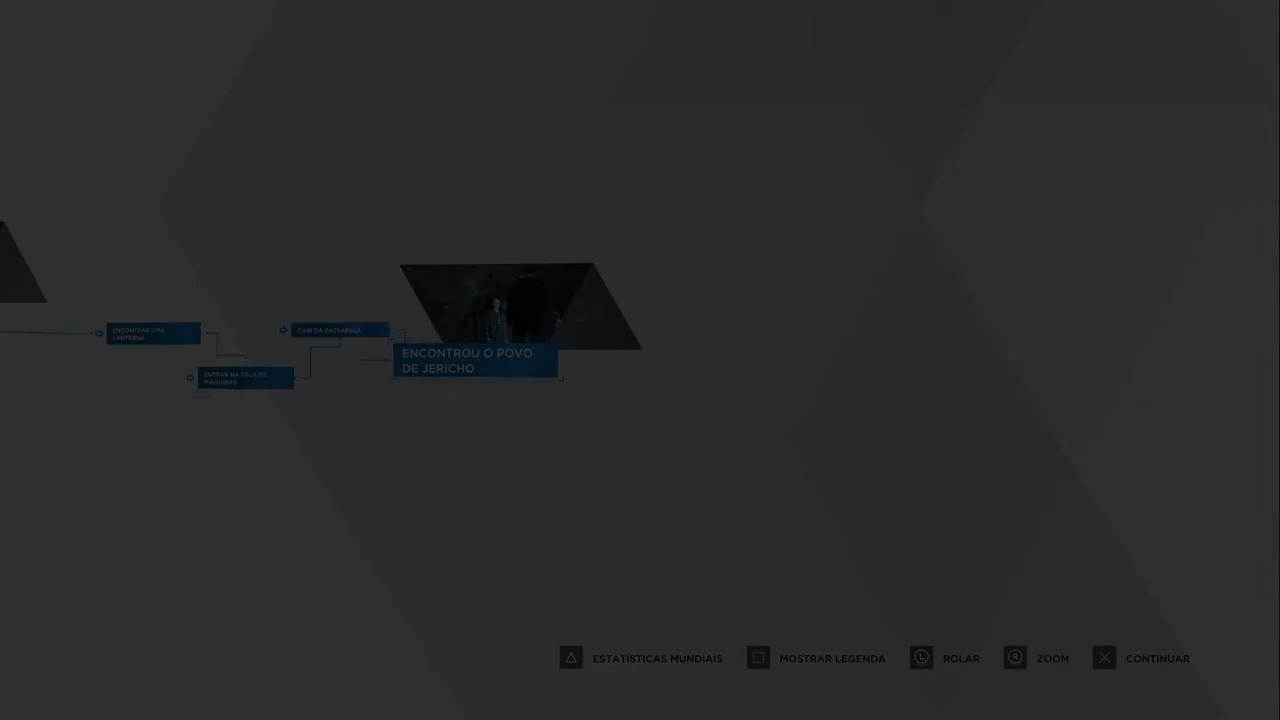 ENCONTRAR UMA
LANTERNA
CAIR DA PASSARELA
ENCONTROU O POVO
DE JERICHO
ENTRAR NA SALA DE
MÁQUINAS
ESTATÍSTICAS MUNDIAIS
MOSTRAR LEGENDA
L
ROLAR
R
ZOOM
CONTINUAR